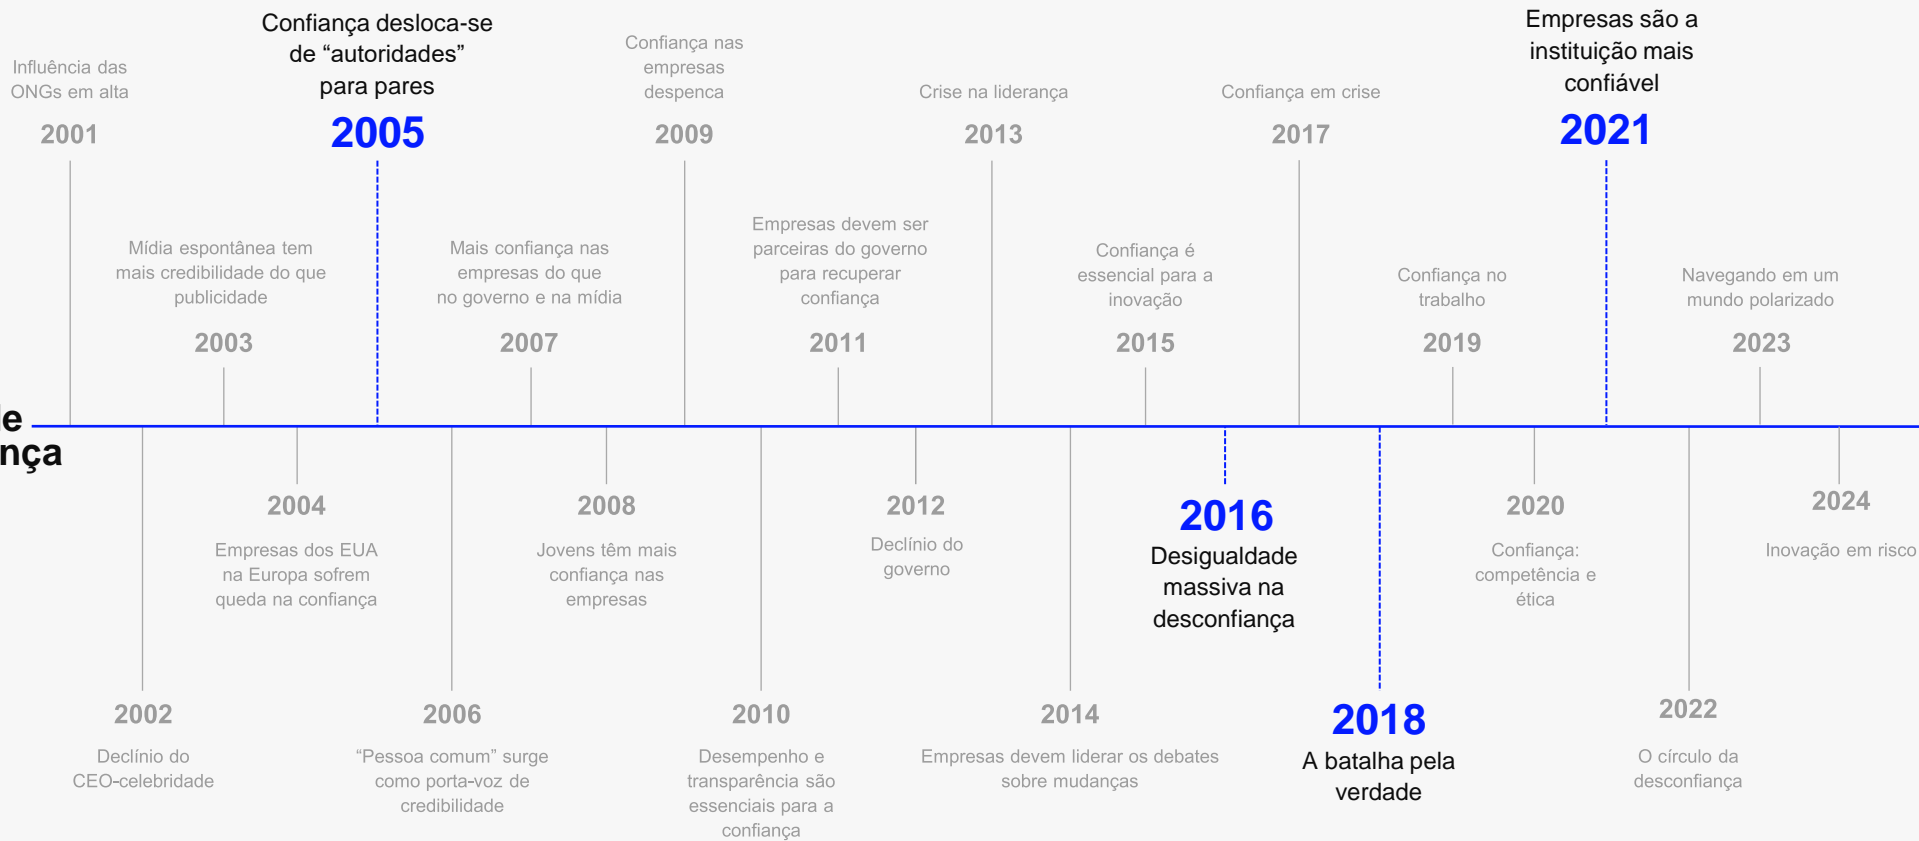 Influência das
ONGs em alta
2001
Confiança desloca-se
de “autoridades”
para pares
2005
Confiança nas
empresas
despenca
2009
Crise na liderança
2013
Confiança em crise
2017
Empresas são a
instituição mais
confiável
2021
Mídia espontânea tem
mais credibilidade do que
publicidade
2003
Mais confiança nas
empresas do que
no governo e na mídia
2007
Empresas devem ser
parceiras do governo
para recuperar
confiança
2011
Confiança é
essencial para a
inovação
2015
Confiança no
trabalho
2019
Navegando em um
mundo polarizado
2023
2004
Empresas dos EUA
na Europa sofrem
queda na confiança
2008
Jovens têm mais
confiança nas
empresas
2012
Declínio do
governo
2016
Desigualdade
massiva na
desconfiança
2020
Confiança:
competência e
ética
2024
Inovação em risco
2002
Declínio do
CEO-celebridade
2006
“Pessoa comum” surge
como porta-voz de
credibilidade
2010
Desempenho e
transparência são
essenciais para a
confiança
2014
Empresas devem liderar os debates
sobre mudanças
2018
A batalha pela
verdade
2022
O círculo da
desconfiança